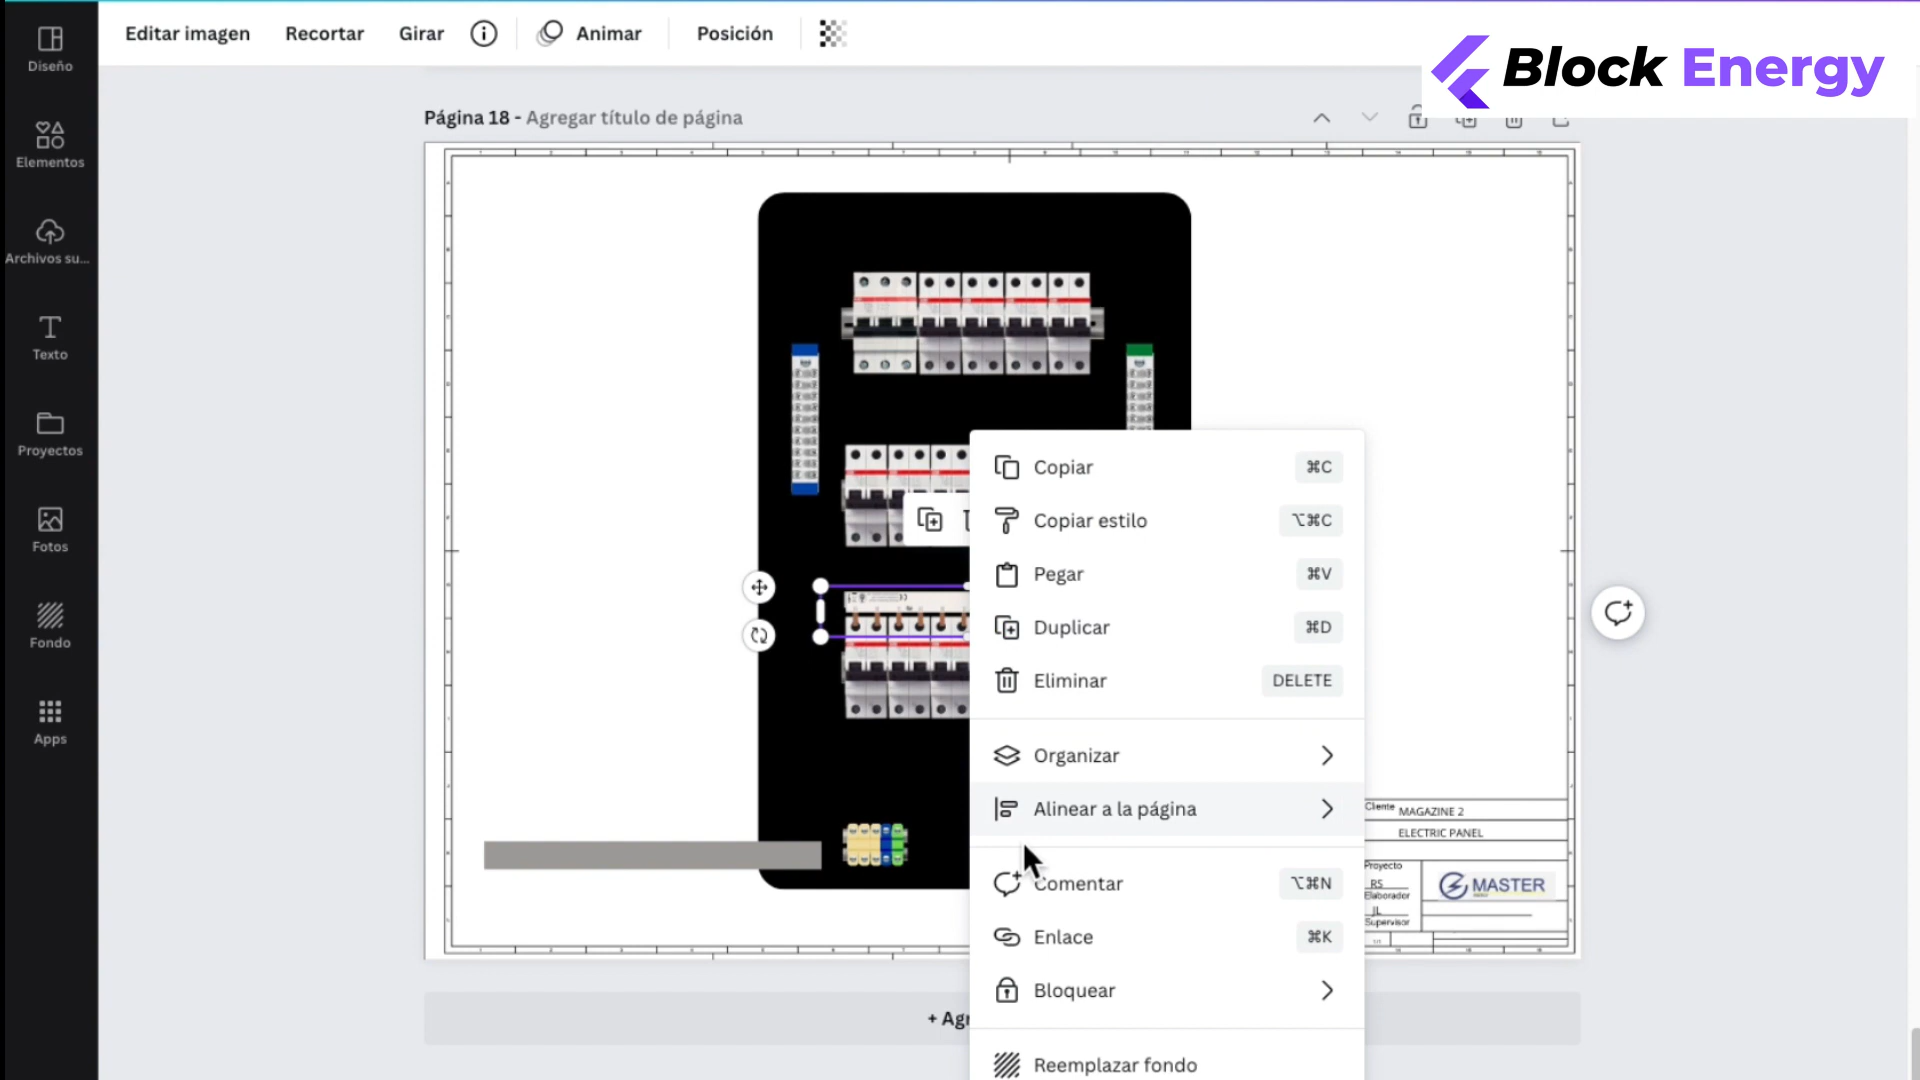 Editar imagen
Recortar
Girar
Animar
Posición
Block Energy
Diseño
Elementos
Archivos su...
Texto
Proyectos
Fotos
Fondo
Apps
Página 18 - Agregar título de página
Copiar ⌘C
Copiar estilo ⌥⌘C
Pegar ⌘V
Duplicar ⌘D
Eliminar DELETE
Organizar
Alinear a la página
Comentar ⌥⌘N
Enlace ⌘K
Bloquear
Reemplazar fondo
Cliente MAGAZINE 2
ELECTRIC PANEL
Proyecto
RS
Elaborador
JL
Supervisor
1/1
MASTER
+ Agr